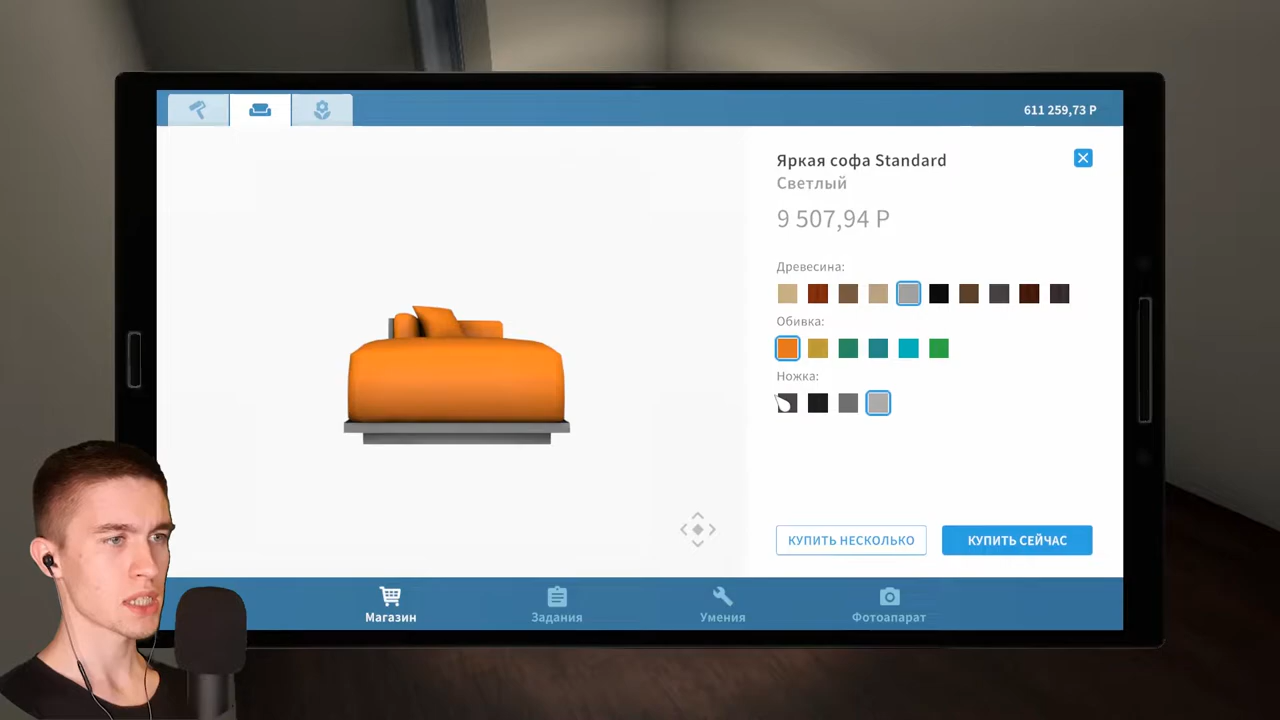 611 259,73 Р
Яркая софа Standard
Светлый
9 507,94 Р
Древесина:
Обивка:
Ножка:
КУПИТЬ НЕСКОЛЬКО
КУПИТЬ СЕЙЧАС
Магазин
Задания
Умения
Фотоаппарат